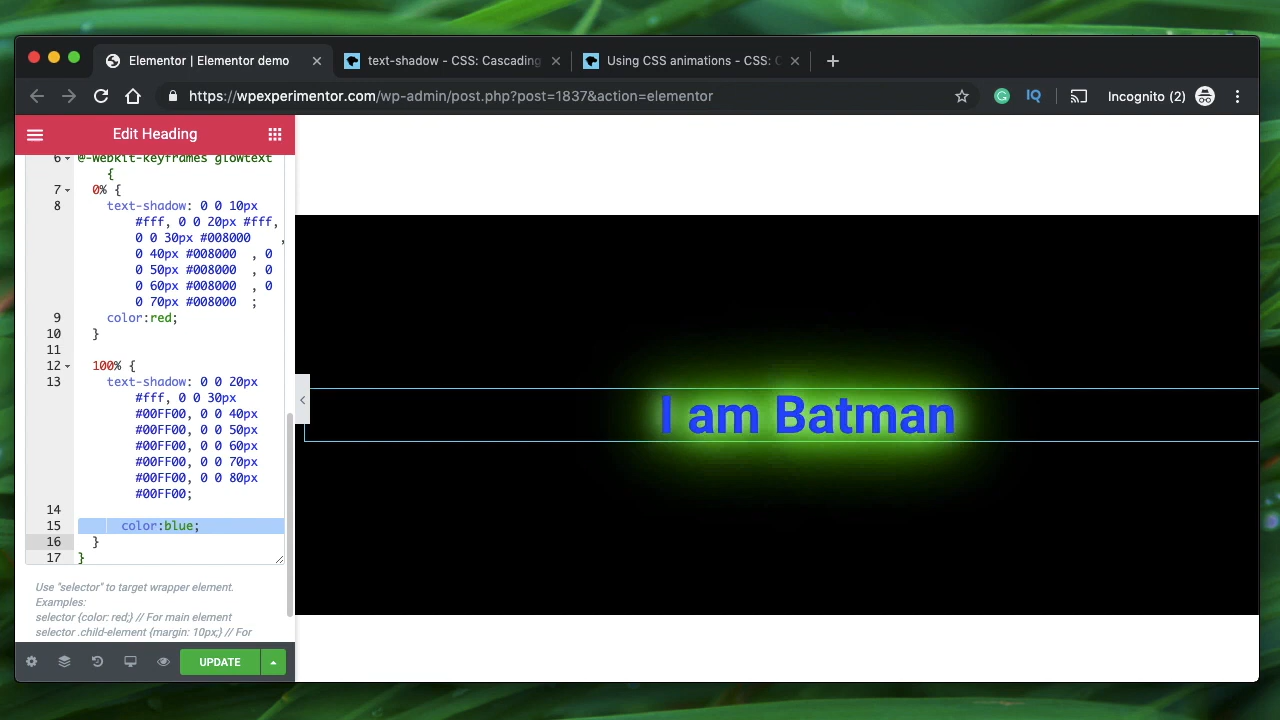 Elementor | Elementor demo
text-shadow - CSS: Cascading
Using CSS animations - CSS: C
https://wpexperimentor.com/wp-admin/post.php?post=1837&action=elementor
IQ
Incognito (2)
Edit Heading
6 @-webkit-keyframes glowtext
{
7 0% {
8 text-shadow: 0 0 10px
#fff, 0 0 20px #fff,
0 0 30px #008000 ,
0 40px #008000 , 0
0 50px #008000 , 0
0 60px #008000 , 0
0 70px #008000 ;
9 color:red;
10 }
11
12 100% {
13 text-shadow: 0 0 20px
#fff, 0 0 30px
#00FF00, 0 0 40px
#00FF00, 0 0 50px
#00FF00, 0 0 60px
#00FF00, 0 0 70px
#00FF00, 0 0 80px
#00FF00;
14
15 color:blue;
16 }
17 }
I am Batman
Use "selector" to target wrapper element.
Examples:
selector {color: red;} // For main element
selector .child-element {margin: 10px;} // For
UPDATE